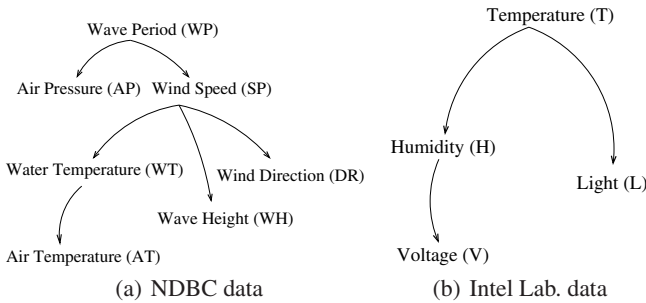 Wave Period (WP)
Air Pressure (AP)
Wind Speed (SP)
Water Temperature (WT)
Wind Direction (DR)
Wave Height (WH)
Air Temperature (AT)
(a) NDBC data
Temperature (T)
Humidity (H)
Light (L)
Voltage (V)
(b) Intel Lab. data